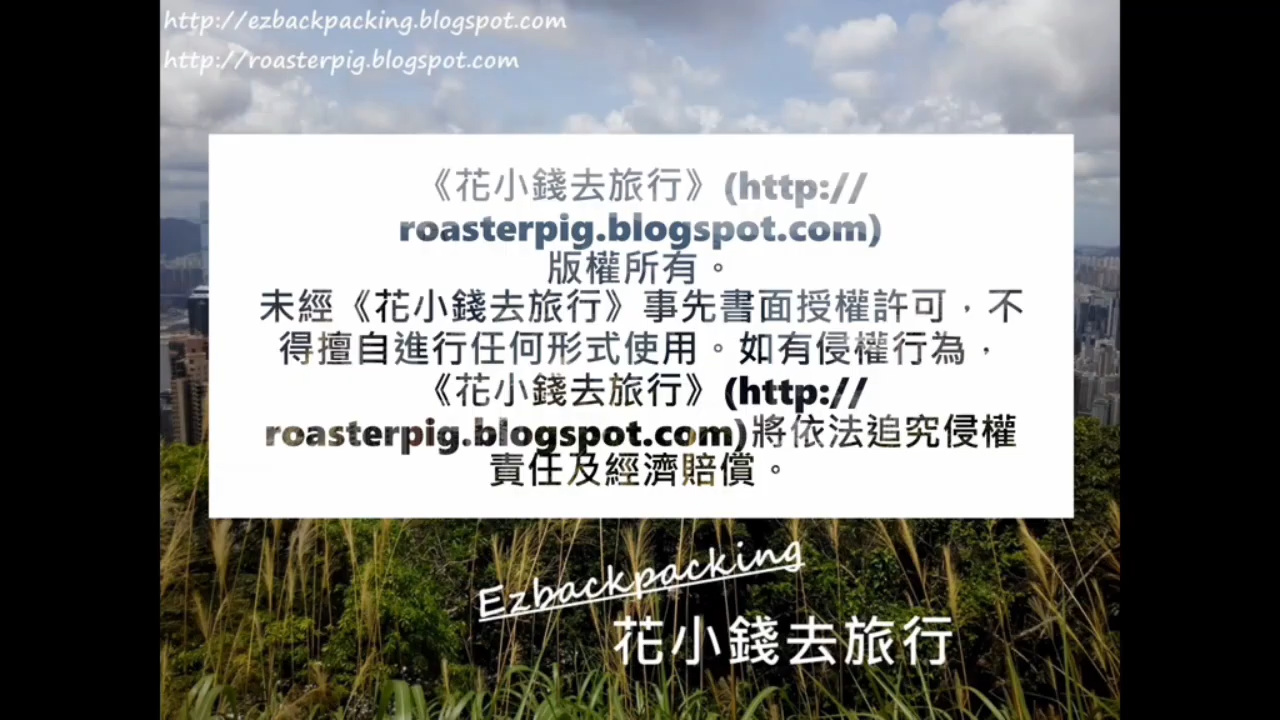 http://ezbackpacking.blogspot.com
http://roasterpig.blogspot.com
《花小錢去旅行》(http://
roasterpig.blogspot.com)
版權所有。
未經《花小錢去旅行》事先書面授權許可，不
得擅自進行任何形式使用。如有侵權行為，
《花小錢去旅行》(http://
roasterpig.blogspot.com)將依法追究侵權
責任及經濟賠償。
Ezbackpacking
花小錢去旅行